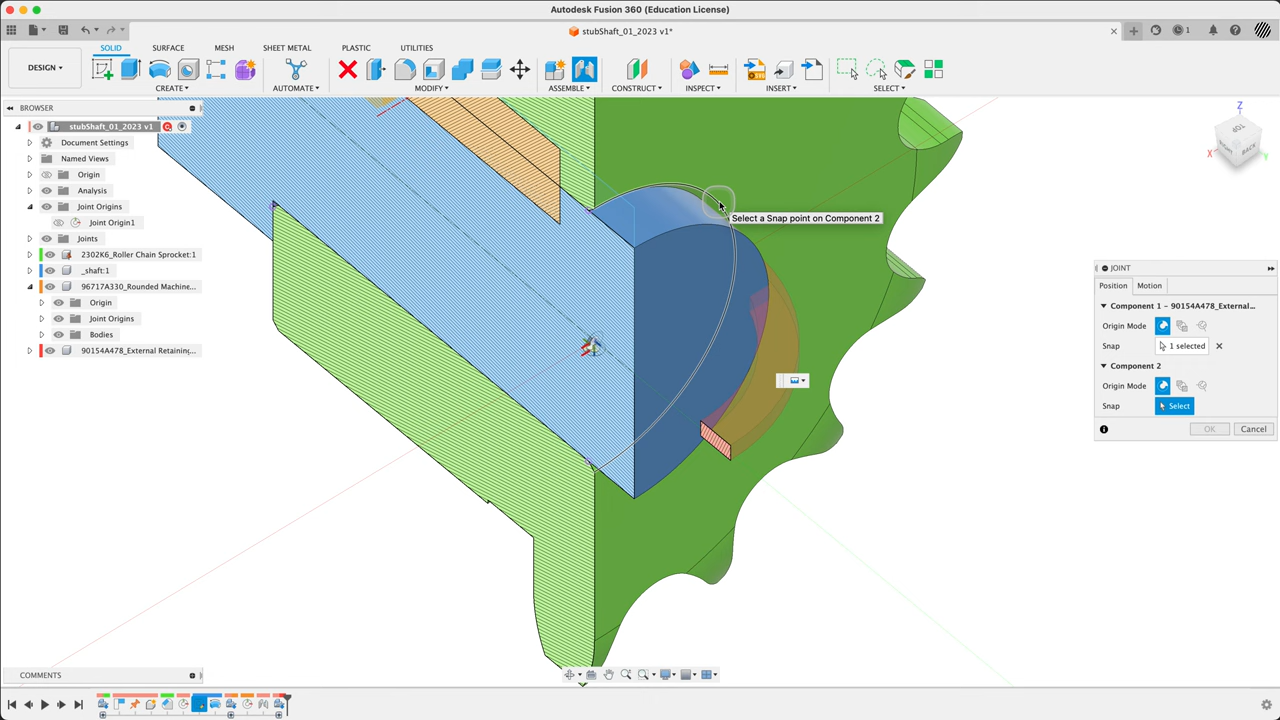 Autodesk Fusion 360 (Education License)
stubShaft_01_2023 v1*
1
DESIGN
SOLID SURFACE MESH SHEET METAL PLASTIC UTILITIES
CREATE AUTOMATE MODIFY ASSEMBLE CONSTRUCT INSPECT INSERT SELECT
BROWSER
stubShaft_01_2023 v1
Document Settings
Named Views
Origin
Analysis
Joint Origins
Joint Origin1
Joints
2302K6_Roller Chain Sprocket:1
_shaft:1
96717A330_Rounded Machine...
Origin
Joint Origins
Bodies
90154A478_External Retaining...
Select a Snap point on Component 2
Z
TOP
BACK
X
Y
JOINT
Position Motion
Component 1 - 90154A478_External...
Origin Mode
Snap 1 selected
Component 2
Origin Mode
Snap Select
OK Cancel
COMMENTS